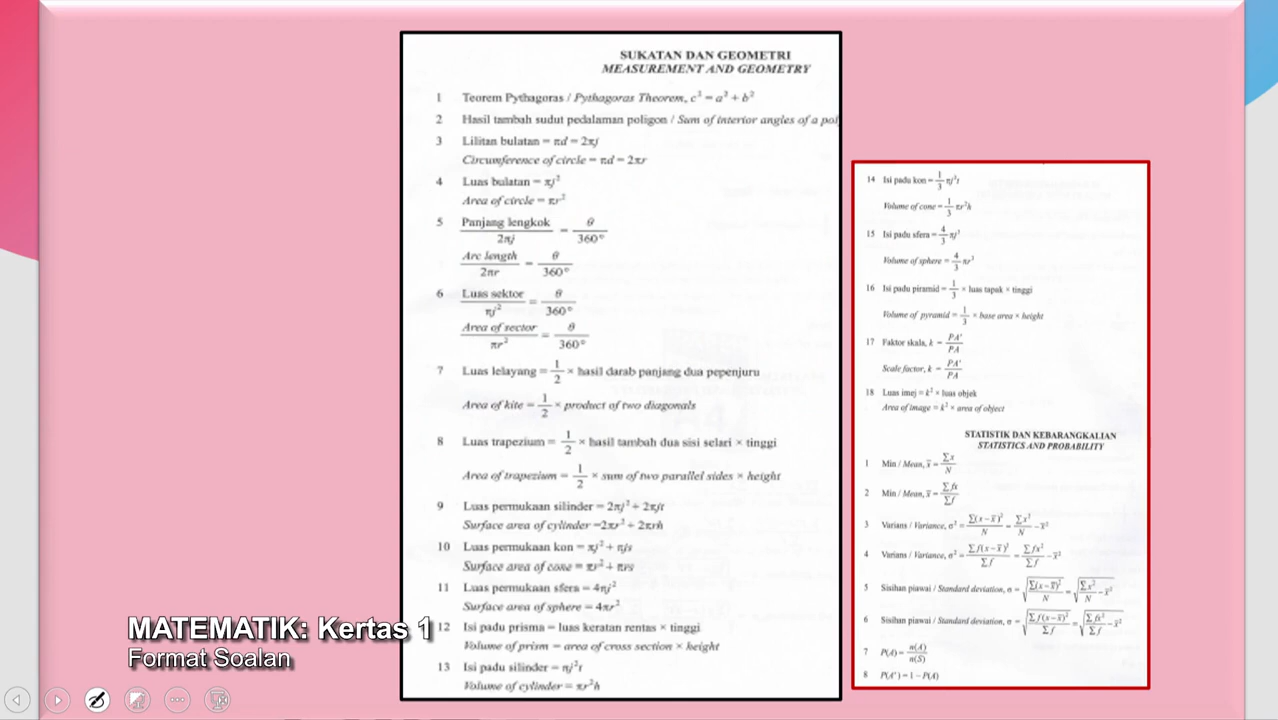 SUKATAN DAN GEOMETRI
MEASUREMENT AND GEOMETRY
1 Teorem Pythagoras / Pythagoras Theorem, c² = a² + b²
2 Hasil tambah sudut pedalaman poligon / Sum of interior angles of a
3 Lilitan bulatan = πd = 2πj
Circumference of circle = πd = 2πr
4 Luas bulatan = πj²
Area of circle = πr²
5 Panjang lengkok / 2πj = θ / 360°
Arc length / 2πr = θ / 360°
6 Luas sektor / πj² = θ / 360°
Area of sector / πr² = θ / 360°
7 Luas lelayang = 1/2 × hasil darab panjang dua pepenjuru
Area of kite = 1/2 × product of two diagonals
8 Luas trapezium = 1/2 × hasil tambah dua sisi selari × tinggi
Area of trapezium = 1/2 × sum of two parallel sides × height
9 Luas permukaan silinder = 2πj² + 2πjt
Surface area of cylinder =2πr² + 2πrh
10 Luas permukaan kon = πj² + πjs
Surface area of cone = πr² + πrs
11 Luas permukaan sfera = 4πj²
Surface area of sphere = 4πr²
12 Isi padu prisma = luas keratan rentas × tinggi
Volume of prism = area of cross section × height
13 Isi padu silinder = πj²t
Volume of cylinder = πr²h
14 Isi padu kon = 1/3 πj²t
Volume of cone = 1/3 πr²h
15 Isi padu sfera = 4/3 πj³
Volume of sphere = 4/3 πr³
16 Isi padu piramid = 1/3 × luas tapak × tinggi
Volume of pyramid = 1/3 × base area × height
17 Faktor skala, k = PA'/PA
Scale factor, k = PA'/PA
18 Luas imej = k² × luas objek
Area of image = k² × area of object
STATISTIK DAN KEBARANGKALIAN
STATISTICS AND PROBABILITY
1 Min / Mean, x̄ = Σx/N
2 Min / Mean, x̄ = Σfx/Σf
3 Varians / Variance, σ² = Σ(x−x̄)²/N = Σx²/N − x̄²
4 Varians / Variance, σ² = Σf(x−x̄)²/Σf = Σfx²/Σf − x̄²
5 Sisihan piawai / Standard deviation, σ = √(Σ(x−x̄)²/N) = √(Σx²/N − x̄²)
6 Sisihan piawai / Standard deviation, σ = √(Σf(x−x̄)²/Σf) = √(Σfx²/Σf − x̄²)
7 P(A) = n(A)/n(S)
8 P(A') = 1 − P(A)
MATEMATIK: Kertas 1
Format Soalan